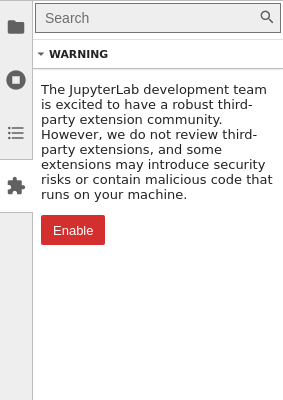 Search
WARNING
The JupyterLab development team
is excited to have a robust third-
party extension community.
However, we do not review third-
party extensions, and some
extensions may introduce security
risks or contain malicious code that
runs on your machine.
Enable